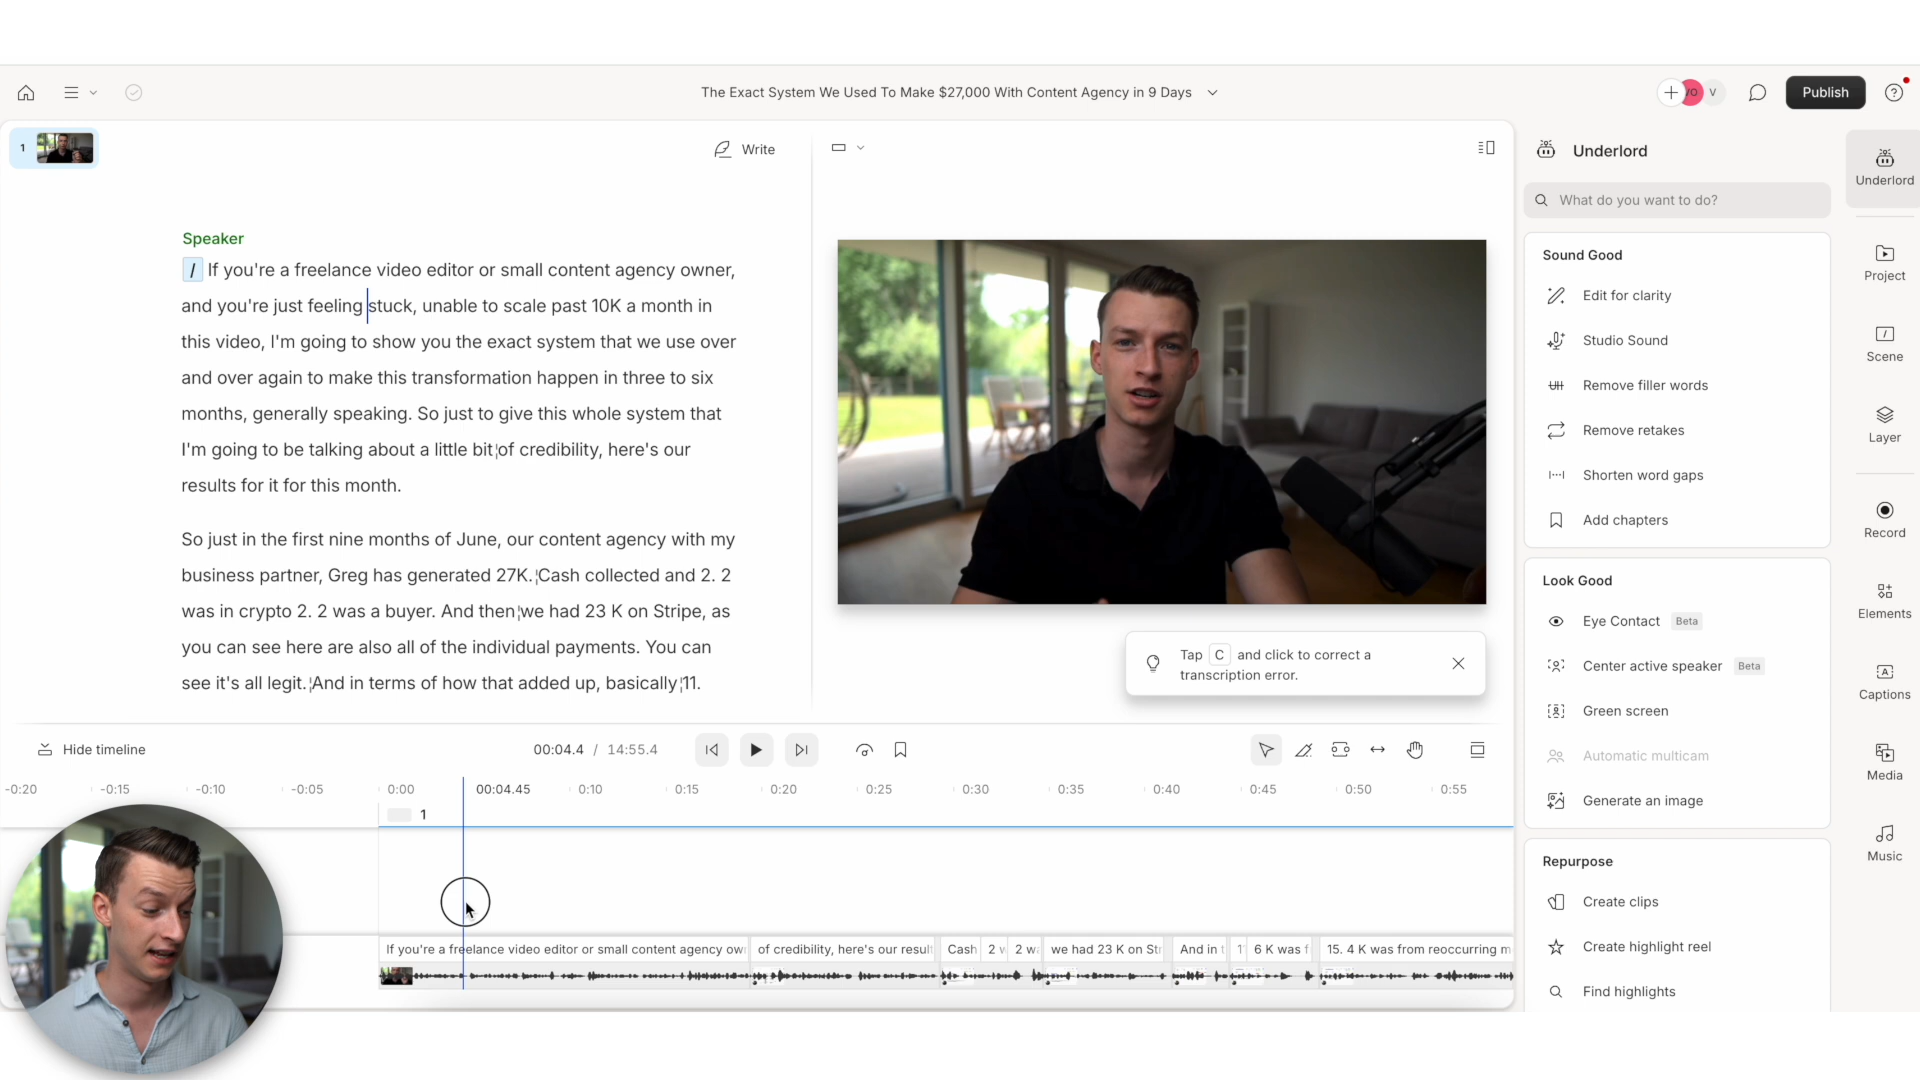 The Exact System We Used To Make $27,000 With Content Agency in 9 Days
V
Publish
1
Write
Speaker
/ If you're a freelance video editor or small content agency owner,
and you're just feeling stuck, unable to scale past 10K a month in
this video, I'm going to show you the exact system that we use over
and over again to make this transformation happen in three to six
months, generally speaking. So just to give this whole system that
I'm going to be talking about a little bit of credibility, here's our
results for it for this month.
So just in the first nine months of June, our content agency with my
business partner, Greg has generated 27K. Cash collected and 2. 2
was in crypto 2. 2 was a buyer. And then we had 23 K on Stripe, as
you can see here are also all of the individual payments. You can
see it's all legit. And in terms of how that added up, basically 11.
Tap C and click to correct a
transcription error.
Underlord
What do you want to do?
Sound Good
Edit for clarity
Studio Sound
Remove filler words
Remove retakes
Shorten word gaps
Add chapters
Look Good
Eye Contact Beta
Center active speaker Beta
Green screen
Automatic multicam
Generate an image
Repurpose
Create clips
Create highlight reel
Find highlights
Underlord
Project
Scene
Layer
Record
Elements
Captions
Media
Music
Hide timeline
00:04.4 / 14:55.4
-0:20 -0:15 -0:10 -0:05 0:00 00:04.45 0:10 0:15 0:20 0:25 0:30 0:35 0:40 0:45 0:50 0:55
1
If you're a freelance video editor or small content agency ow
of credibility, here's our resul
Cash
2
2 w
we had 23 K on St
And in
6 K was f
15. 4 K was from reoccurring m